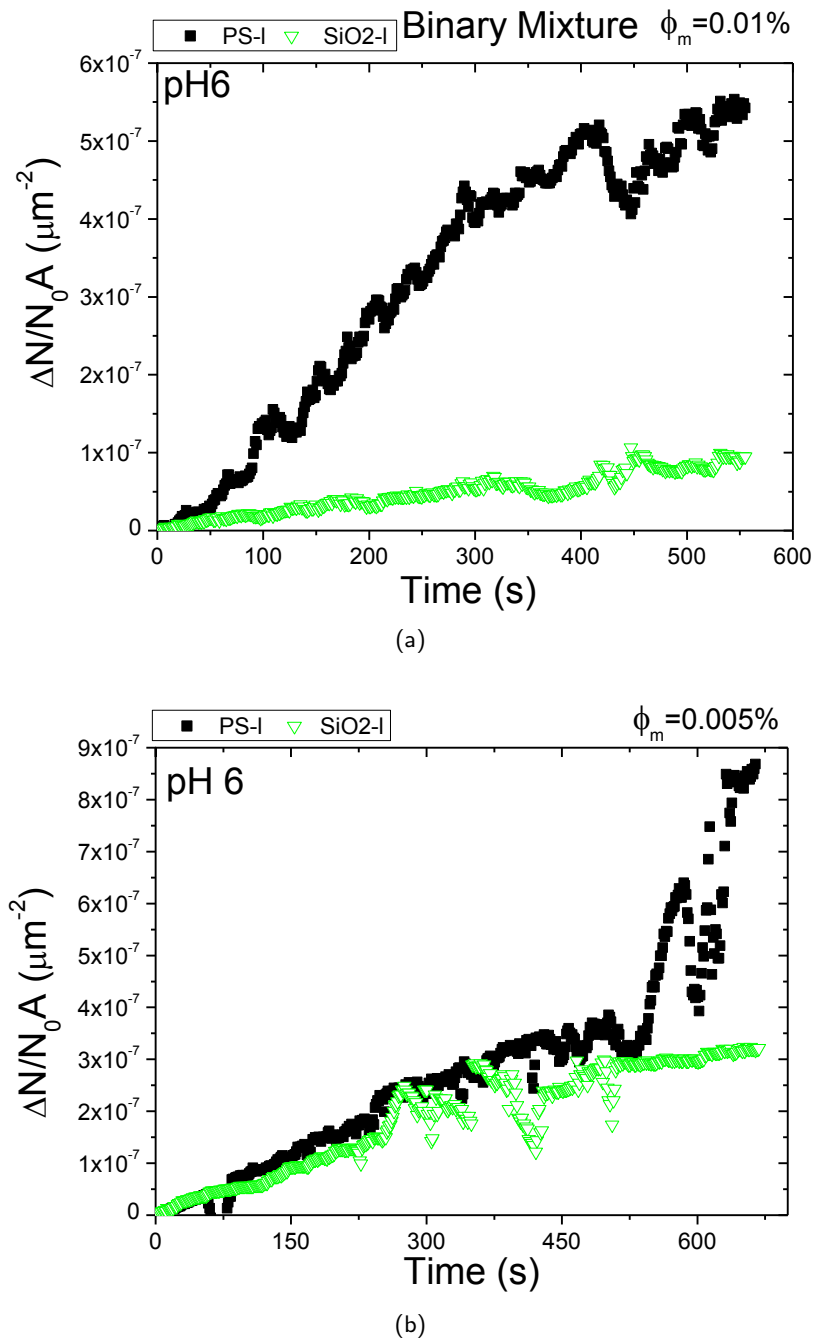 PS-I SiO2-I Binary Mixture ϕm=0.01%
pH6
6x10-7
5x10-7
4x10-7
3x10-7
2x10-7
1x10-7
0
ΔN/N0A (μm-2)
0 100 200 300 400 500 600
Time (s)
(a)
PS-I SiO2-I ϕm=0.005%
pH 6
9x10-7
8x10-7
7x10-7
6x10-7
5x10-7
4x10-7
3x10-7
2x10-7
1x10-7
0
ΔN/N0A (μm-2)
0 150 300 450 600
Time (s)
(b)